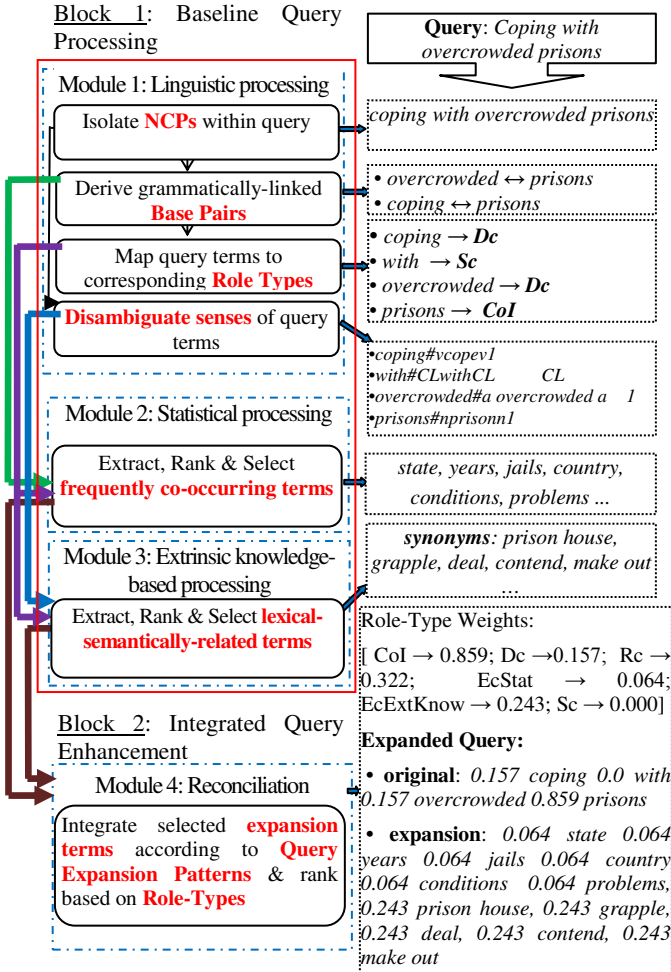 Block 1: Baseline Query
Processing
Query: Coping with
overcrowded prisons
Module 1: Linguistic processing
Isolate NCPs within query
coping with overcrowded prisons
Derive grammatically-linked
Base Pairs
• overcrowded ↔ prisons
• coping ↔ prisons
Map query terms to
corresponding Role Types
• coping → Dc
• with → Sc
• overcrowded → Dc
• prisons → CoI
Disambiguate senses of query
terms
•coping#vcopev1
•with#CLwithCL CL
•overcrowded#a overcrowded a 1
•prisons#nprisonn1
Module 2: Statistical processing
Extract, Rank & Select
frequently co-occurring terms
state, years, jails, country,
conditions, problems ...
Module 3: Extrinsic knowledge-
based processing
Extract, Rank & Select lexical-
semantically-related terms
synonyms: prison house,
grapple, deal, contend, make out
...
Block 2: Integrated Query
Enhancement
Module 4: Reconciliation
Integrate selected expansion
terms according to Query
Expansion Patterns & rank
based on Role-Types
Role-Type Weights:
[ CoI → 0.859; Dc →0.157; Rc →
0.322; EcStat → 0.064;
EcExtKnow → 0.243; Sc → 0.000]
Expanded Query:
• original: 0.157 coping 0.0 with
0.157 overcrowded 0.859 prisons
• expansion: 0.064 state 0.064
years 0.064 jails 0.064 country
0.064 conditions 0.064 problems,
0.243 prison house, 0.243 grapple,
0.243 deal, 0.243 contend, 0.243
make out